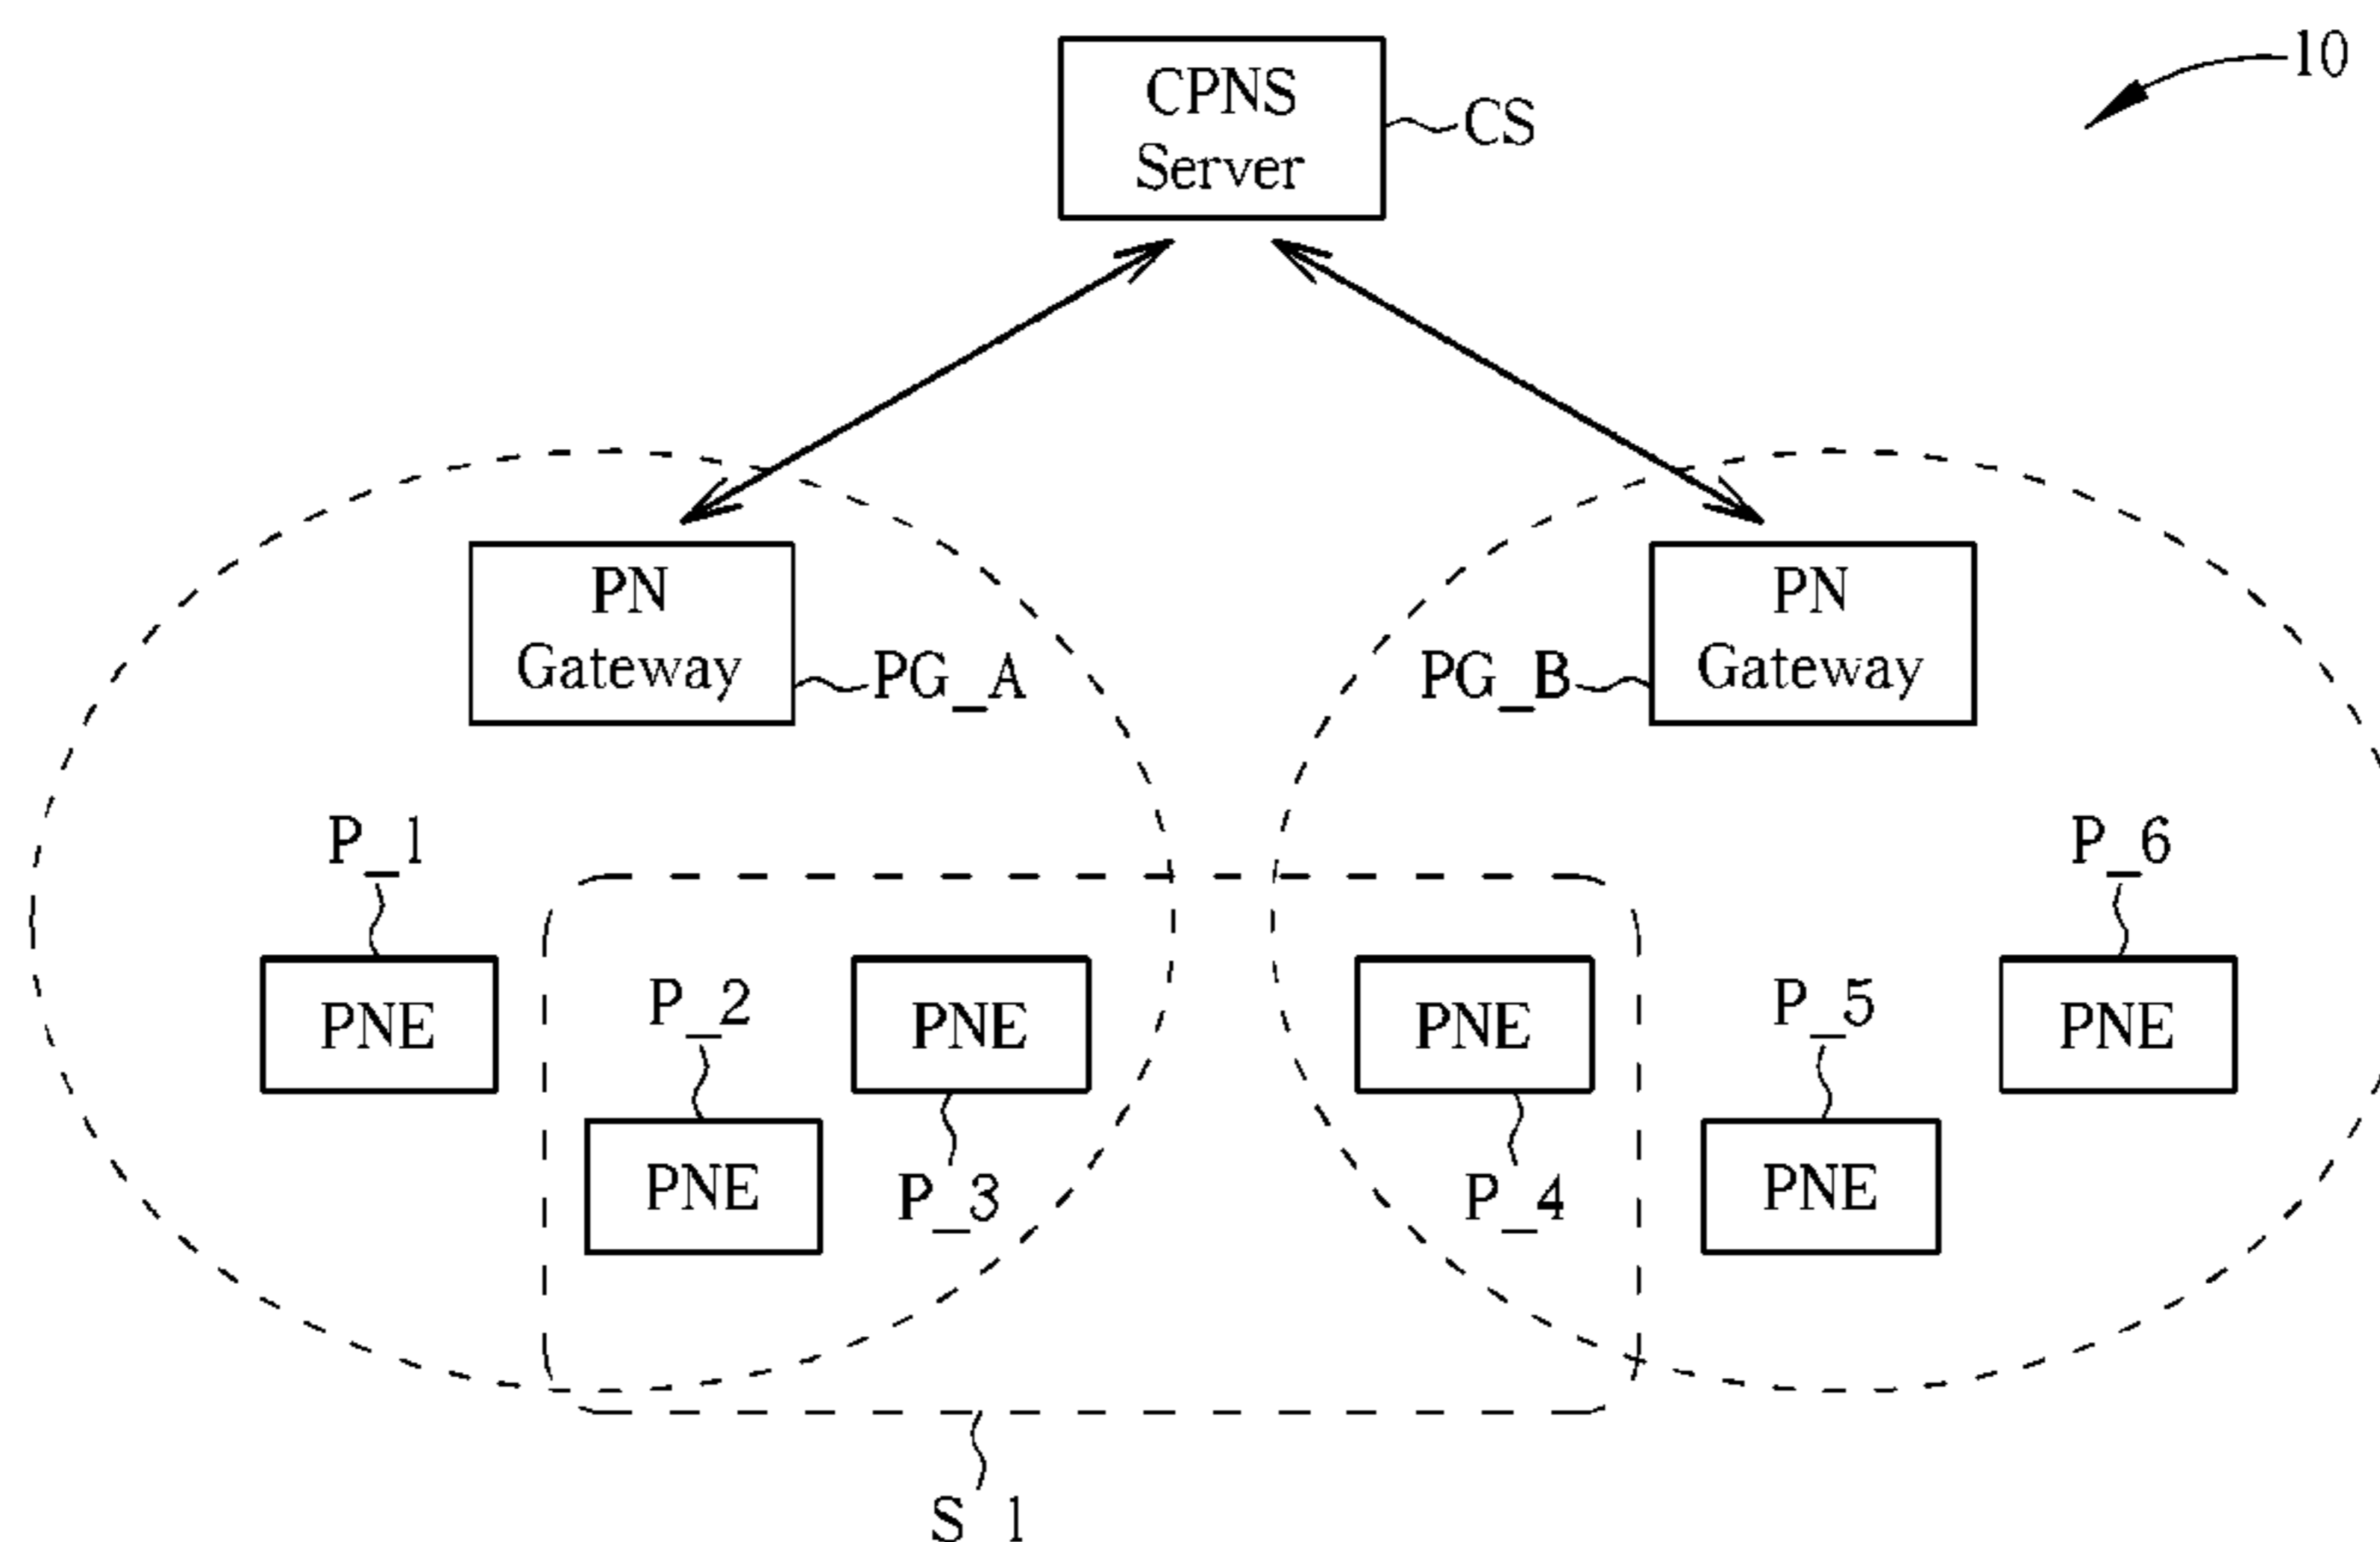 10
CPNS
Server
CS
PN
Gateway
PG_A
PG_B
PN
Gateway
P_1
P_6
PNE
P_2
PNE
PNE
P_5
PNE
PNE
P_3
P_4
PNE
S_1